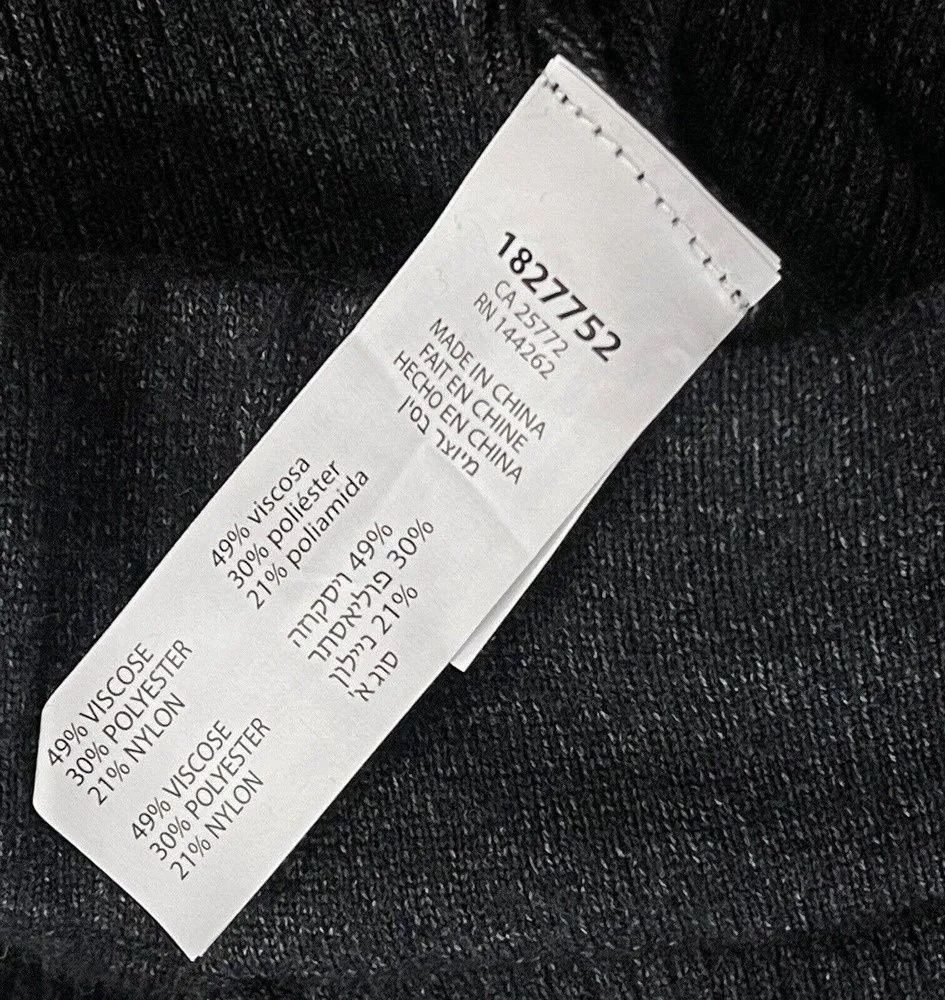 1827752
CA 25772
RN 144262
MADE IN CHINA
FAIT EN CHINE
HECHO EN CHINA
מיוצר בסין
49% viscosa
30% poliéster
21% poliamida
49% ויסקחה
30% פרליאסתר
21% ניילון
סוג א'
49% VISCOSE
30% POLYESTER
21% NYLON
49% VISCOSE
30% POLYESTER
21% NYLON